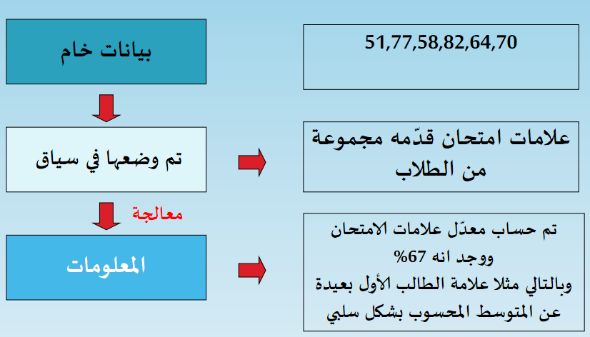 بيانات خام
51,77,58,82,64,70
تم وضعها في سياق
علامات امتحان قدّمه مجموعة
من الطلاب
معالجة
المعلومات
تم حساب معدّل علامات الامتحان
ووجد انه 67%
وبالتالي مثلا علامة الطالب الأول بعيدة
عن المتوسط المحسوب بشكل سلبي